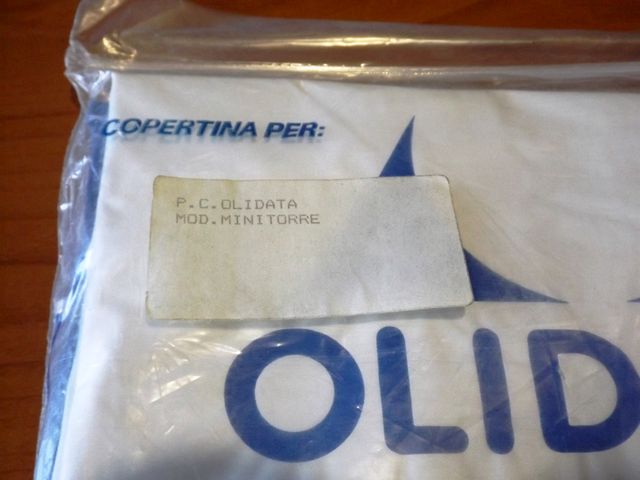 COPERTINA PER:
P.C.OLIDATA
MOD.MINITORRE
OLID